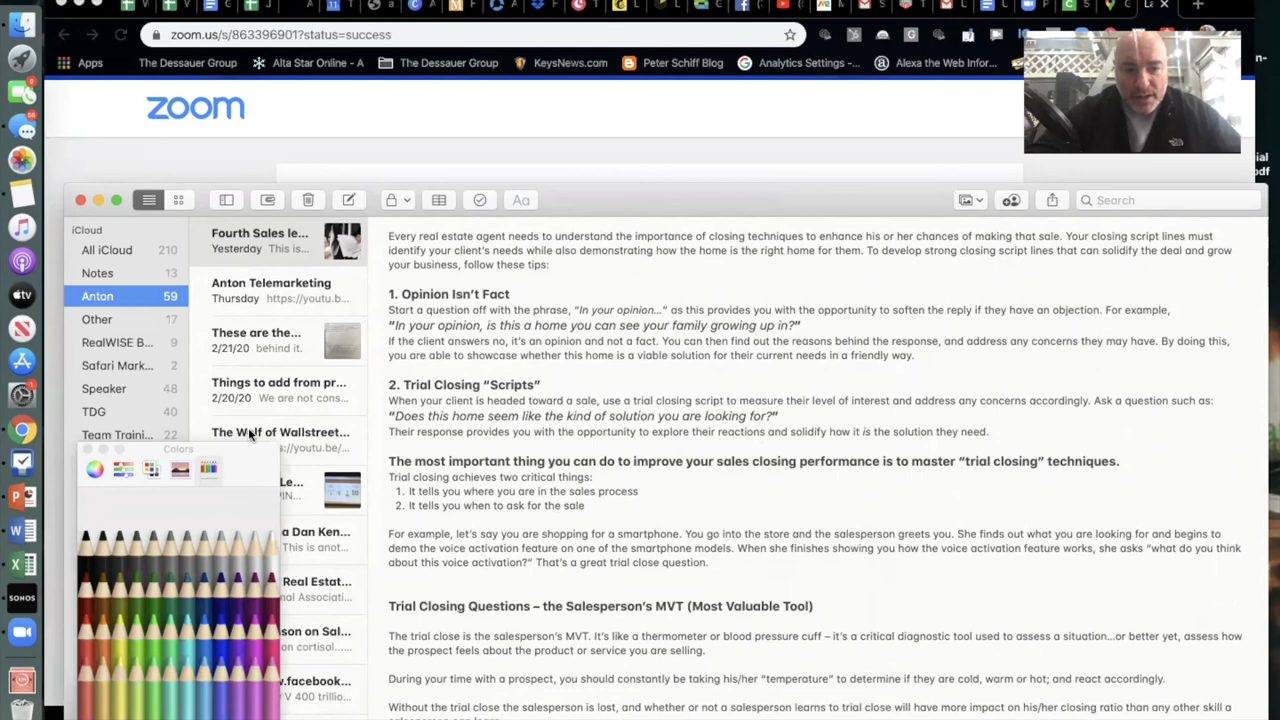 zoom.us/s/863396901?status=success
Apps
The Dessauer Group
Alta Star Online - A...
The Dessauer Group
KeysNews.com
Peter Schiff Blog
Analytics Settings -...
Alexa the Web Infor...
zoom
Aa
Search
iCloud
All iCloud 210
Notes 13
Anton 59
Other 17
RealWISE B... 9
Safari Mark... 2
Speaker 48
TDG 40
Team Traini... 22
Fourth Sales le...
Yesterday This is...
Anton Telemarketing
Thursday https://youtu.b...
These are the...
2/21/20 behind it.
Things to add from pr...
2/20/20 We are not cons...
The Wolf of Wallstreet...
s://youtu.be/...
Le...
PIN...
a Dan Ken...
This is anot...
Real Estat...
al Associati...
son on Sal...
on cortisol.....
w.facebook...
V 400 trillio...
Colors
Every real estate agent needs to understand the importance of closing techniques to enhance his or her chances of making that sale. Your closing script lines must
identify your client's needs while also demonstrating how the home is the right home for them. To develop strong closing script lines that can solidify the deal and grow
your business, follow these tips:
1. Opinion Isn't Fact
Start a question off with the phrase, "In your opinion..." as this provides you with the opportunity to soften the reply if they have an objection. For example,
"In your opinion, is this a home you can see your family growing up in?"
If the client answers no, it's an opinion and not a fact. You can then find out the reasons behind the response, and address any concerns they may have. By doing this,
you are able to showcase whether this home is a viable solution for their current needs in a friendly way.
2. Trial Closing "Scripts"
When your client is headed toward a sale, use a trial closing script to measure their level of interest and address any concerns accordingly. Ask a question such as:
"Does this home seem like the kind of solution you are looking for?"
Their response provides you with the opportunity to explore their reactions and solidify how it is the solution they need.
The most important thing you can do to improve your sales closing performance is to master "trial closing" techniques.
Trial closing achieves two critical things:
1. It tells you where you are in the sales process
2. It tells you when to ask for the sale
For example, let's say you are shopping for a smartphone. You go into the store and the salesperson greets you. She finds out what you are looking for and begins to
demo the voice activation feature on one of the smartphone models. When she finishes showing you how the voice activation feature works, she asks "what do you think
about this voice activation?" That's a great trial close question.
Trial Closing Questions – the Salesperson's MVT (Most Valuable Tool)
The trial close is the salesperson's MVT. It's like a thermometer or blood pressure cuff – it's a critical diagnostic tool used to assess a situation...or better yet, assess how
the prospect feels about the product or service you are selling.
During your time with a prospect, you should constantly be taking his/her "temperature" to determine if they are cold, warm or hot; and react accordingly.
Without the trial close the salesperson is lost, and whether or not a salesperson learns to trial close will have more impact on his/her closing ratio than any other skill a